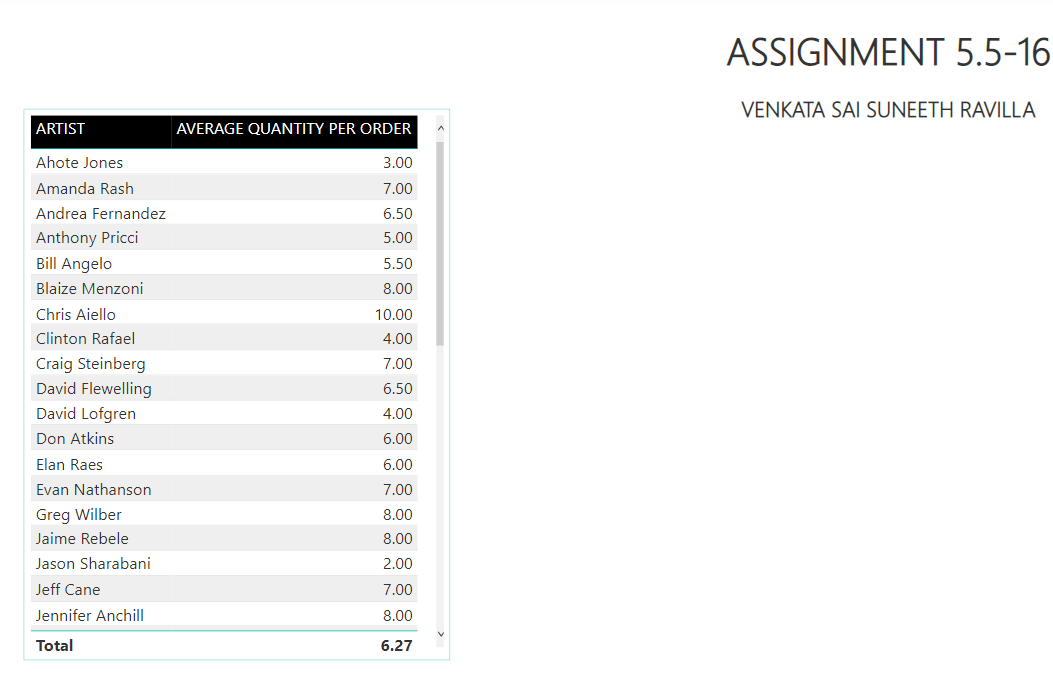 ASSIGNMENT 5.5-16
VENKATA SAI SUNEETH RAVILLA
ARTIST AVERAGE QUANTITY PER ORDER
Ahote Jones 3.00
Amanda Rash 7.00
Andrea Fernandez 6.50
Anthony Pricci 5.00
Bill Angelo 5.50
Blaize Menzoni 8.00
Chris Aiello 10.00
Clinton Rafael 4.00
Craig Steinberg 7.00
David Flewelling 6.50
David Lofgren 4.00
Don Atkins 6.00
Elan Raes 6.00
Evan Nathanson 7.00
Greg Wilber 8.00
Jaime Rebele 8.00
Jason Sharabani 2.00
Jeff Cane 7.00
Jennifer Anchill 8.00
Total 6.27